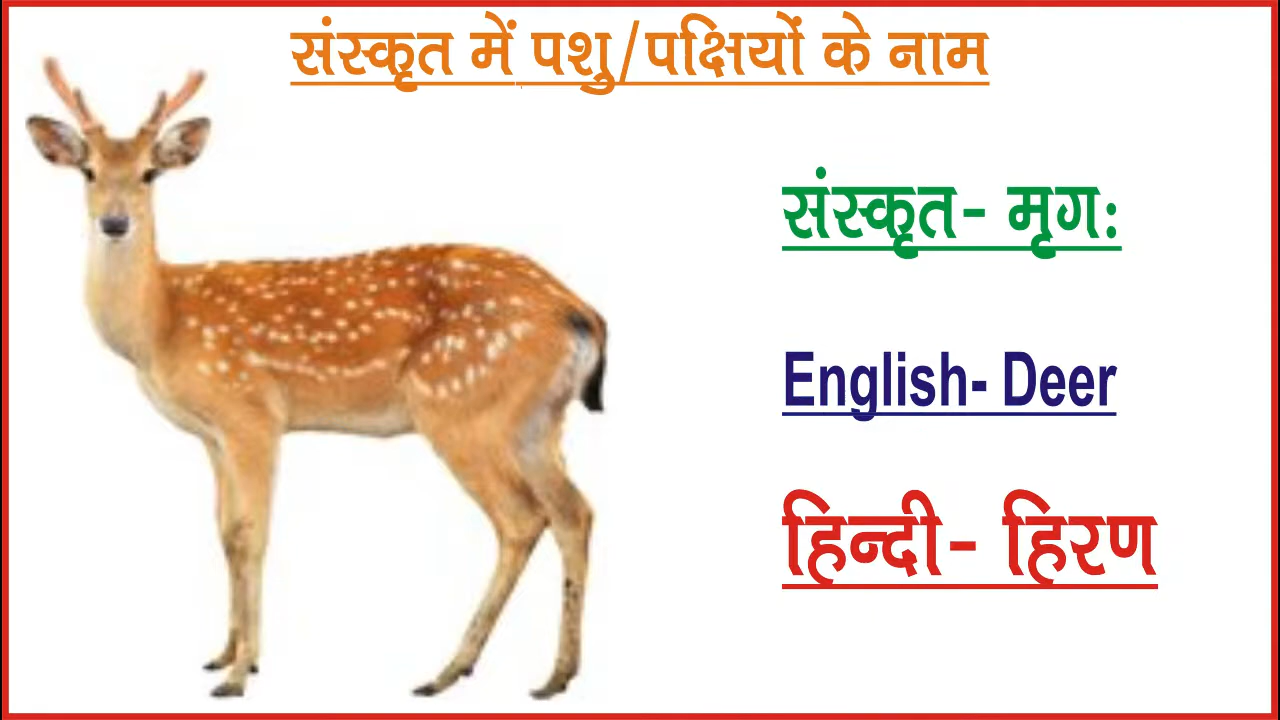 संस्कृत में पशु/पक्षियों के नाम
संस्कृत- मृगः
English- Deer
हिन्दी- हिरण